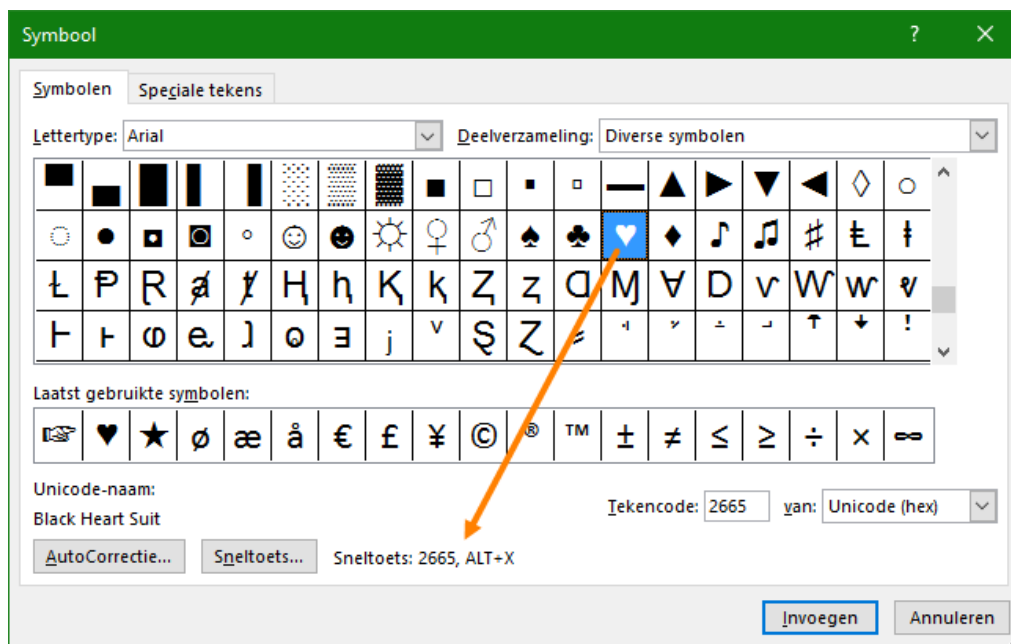 Symbool ? ×
Symbolen Speciale tekens
Lettertype: Arial Deelverzameling: Diverse symbolen
▀ ▄ █ ▌ ▐ ░ ▒ ▓ ■ □ ▪ ▫ ▬ ▲ ► ▼ ◄ ◊ ○
◌ ● ◘ ◙ ◦ ☺ ☻ ☼ ♀ ♂ ♠ ♣ ♥ ♦ ♪ ♫ ♯ Ⱡ ⱡ
Ɫ Ᵽ Ɽ ⱥ ⱦ Ⱨ ⱨ Ⱪ ⱪ Ⱬ ⱬ Ɑ Ɱ Ɐ Ɒ ⱱ Ⱳ ⱳ ⱴ
Ⱶ ⱶ ⱷ ⱸ ⱹ ⱺ ⱻ ⱼ ⱽ Ȿ Ɀ
Laatst gebruikte symbolen:
☞ ♥ ★ ø æ å € £ ¥ © ® ™ ± ≠ ≤ ≥ ÷ × ∞
Unicode-naam:
Black Heart Suit
Tekencode: 2665 van: Unicode (hex)
AutoCorrectie... Sneltoets... Sneltoets: 2665, ALT+X
Invoegen Annuleren